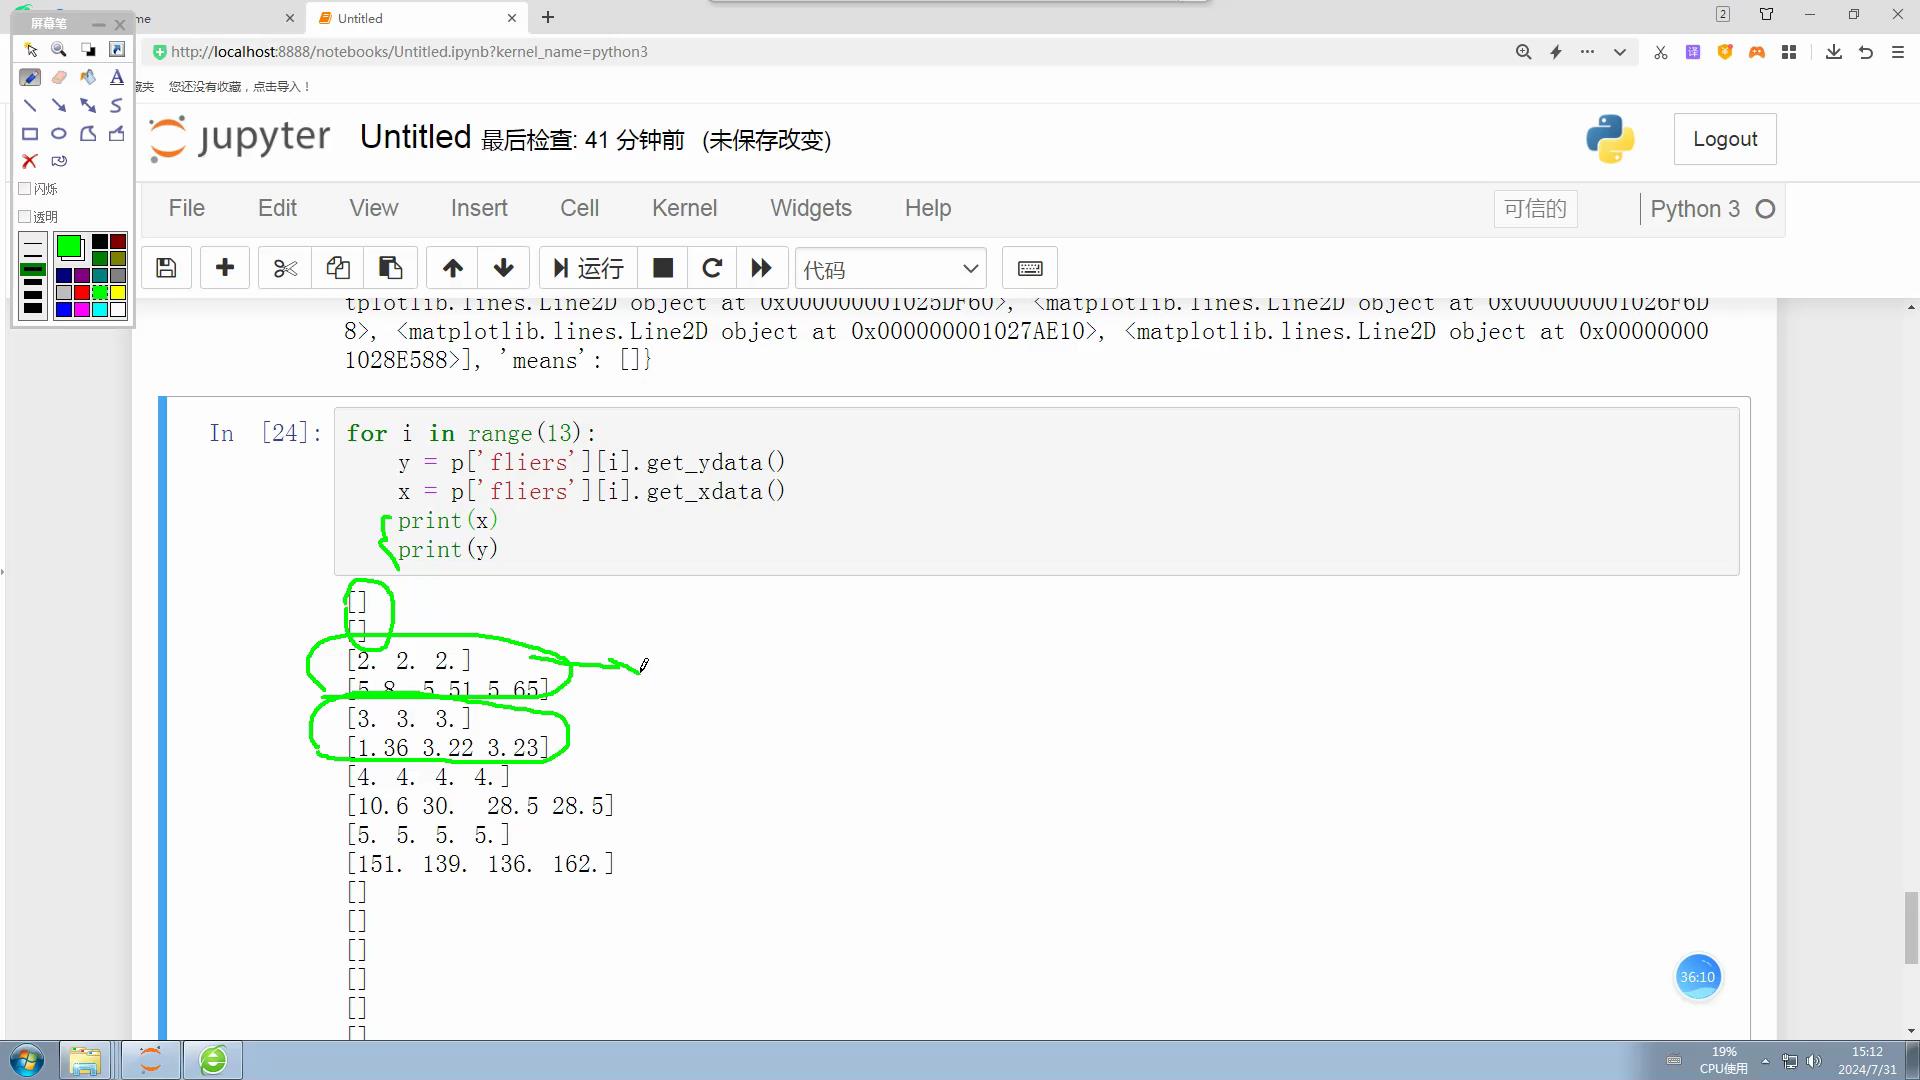 屏幕笔
me
Untitled
2
http://localhost:8888/notebooks/Untitled.ipynb?kernel_name=python3
译
藏夹 您还没有收藏，点击导入！
jupyter Untitled 最后检查: 41 分钟前 (未保存改变)
Logout
闪烁
透明
File Edit View Insert Cell Kernel Widgets Help
可信的
Python 3
运行
代码
tplotlib.lines.Line2D object at 0x000000001025DF60>, <matplotlib.lines.Line2D object at 0x000000001026F6D
8>, <matplotlib.lines.Line2D object at 0x000000001027AE10>, <matplotlib.lines.Line2D object at 0x00000000
1028E588>], 'means': []}
In [24]:
for i in range(13):
    y = p['fliers'][i].get_ydata()
    x = p['fliers'][i].get_xdata()
    print(x)
    print(y)
[]
[]
[2. 2. 2.]
[5.8  5.51 5.65]
[3. 3. 3.]
[1.36 3.22 3.23]
[4. 4. 4. 4.]
[10.6 30.  28.5 28.5]
[5. 5. 5. 5.]
[151. 139. 136. 162.]
[]
[]
[]
[]
[]
[]
36:10
19%
CPU使用
15:12
2024/7/31